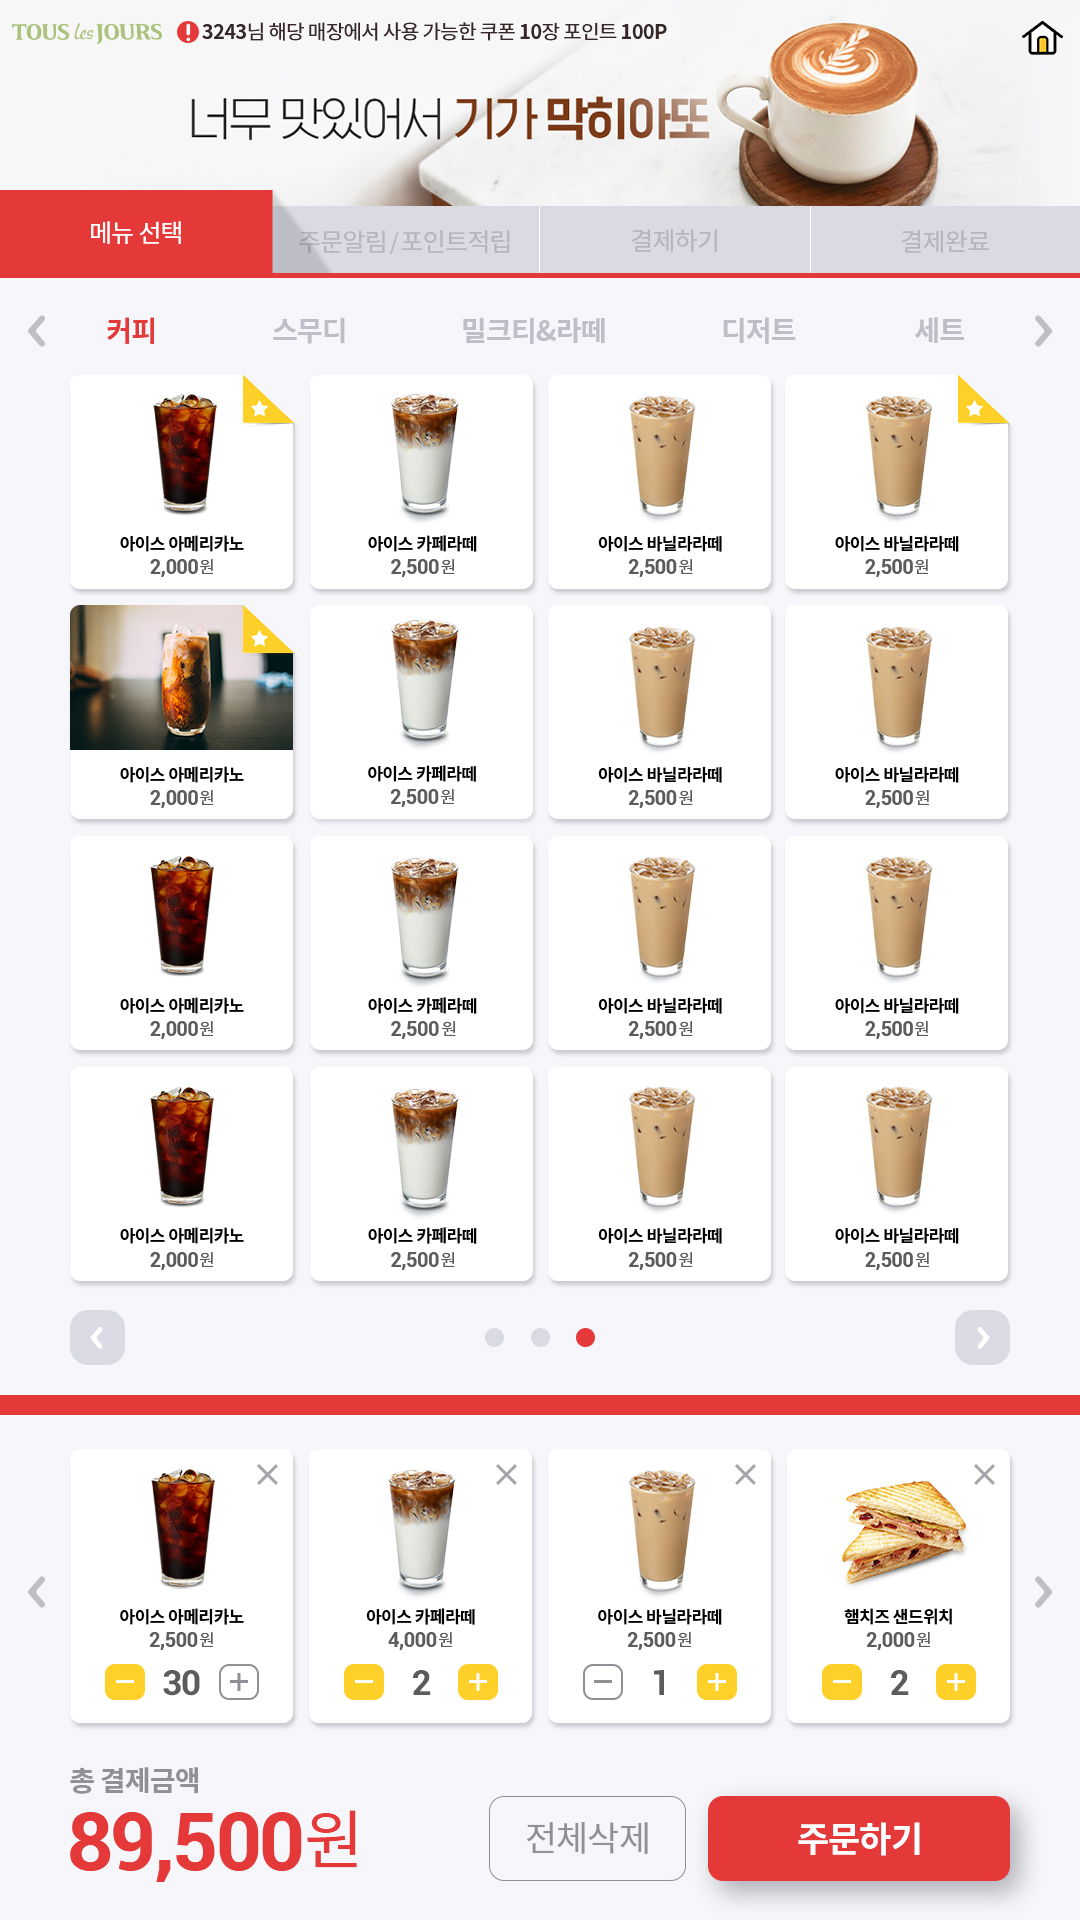 TOUS les JOURS
3243님 해당 매장에서 사용 가능한 쿠폰 10장 포인트 100P
너무 맛있어서 기가 막히아또
메뉴 선택
주문알림/포인트적립
결제하기
결제완료
커피
스무디
밀크티&라떼
디저트
세트
아이스 아메리카노
2,000원
아이스 카페라떼
2,500원
아이스 바닐라라떼
2,500원
아이스 바닐라라떼
2,500원
아이스 아메리카노
2,000원
아이스 카페라떼
2,500원
아이스 바닐라라떼
2,500원
아이스 바닐라라떼
2,500원
아이스 아메리카노
2,000원
아이스 카페라떼
2,500원
아이스 바닐라라떼
2,500원
아이스 바닐라라떼
2,500원
아이스 아메리카노
2,000원
아이스 카페라떼
2,500원
아이스 바닐라라떼
2,500원
아이스 바닐라라떼
2,500원
아이스 아메리카노
2,500원
30
아이스 카페라떼
4,000원
2
아이스 바닐라라떼
2,500원
1
햄치즈 샌드위치
2,000원
2
총 결제금액
89,500원
전체삭제
주문하기